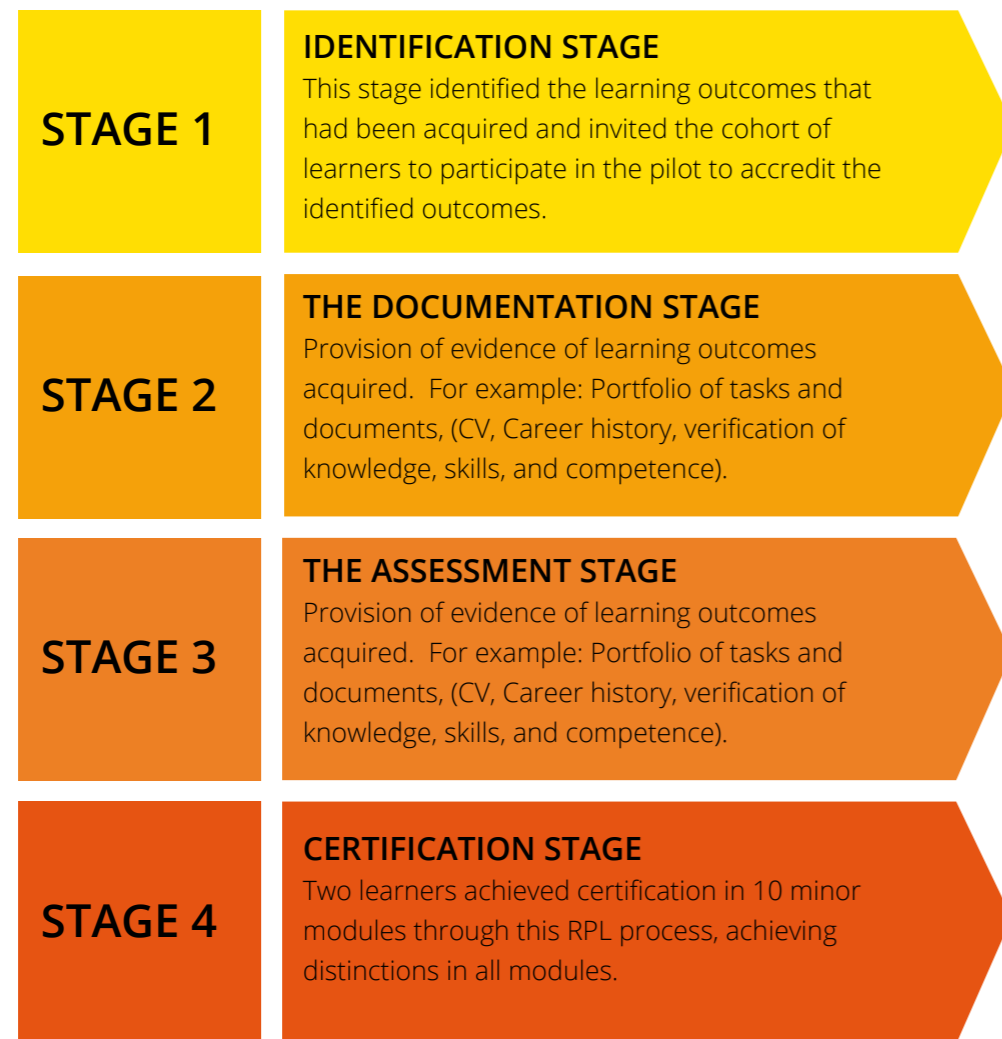 STAGE 1
IDENTIFICATION STAGE
This stage identified the learning outcomes that
had been acquired and invited the cohort of
learners to participate in the pilot to accredit the
identified outcomes.
STAGE 2
THE DOCUMENTATION STAGE
Provision of evidence of learning outcomes
acquired.  For example: Portfolio of tasks and
documents, (CV, Career history, verification of
knowledge, skills, and competence).
STAGE 3
THE ASSESSMENT STAGE
Provision of evidence of learning outcomes
acquired.  For example: Portfolio of tasks and
documents, (CV, Career history, verification of
knowledge, skills, and competence).
STAGE 4
CERTIFICATION STAGE
Two learners achieved certification in 10 minor
modules through this RPL process, achieving
distinctions in all modules.